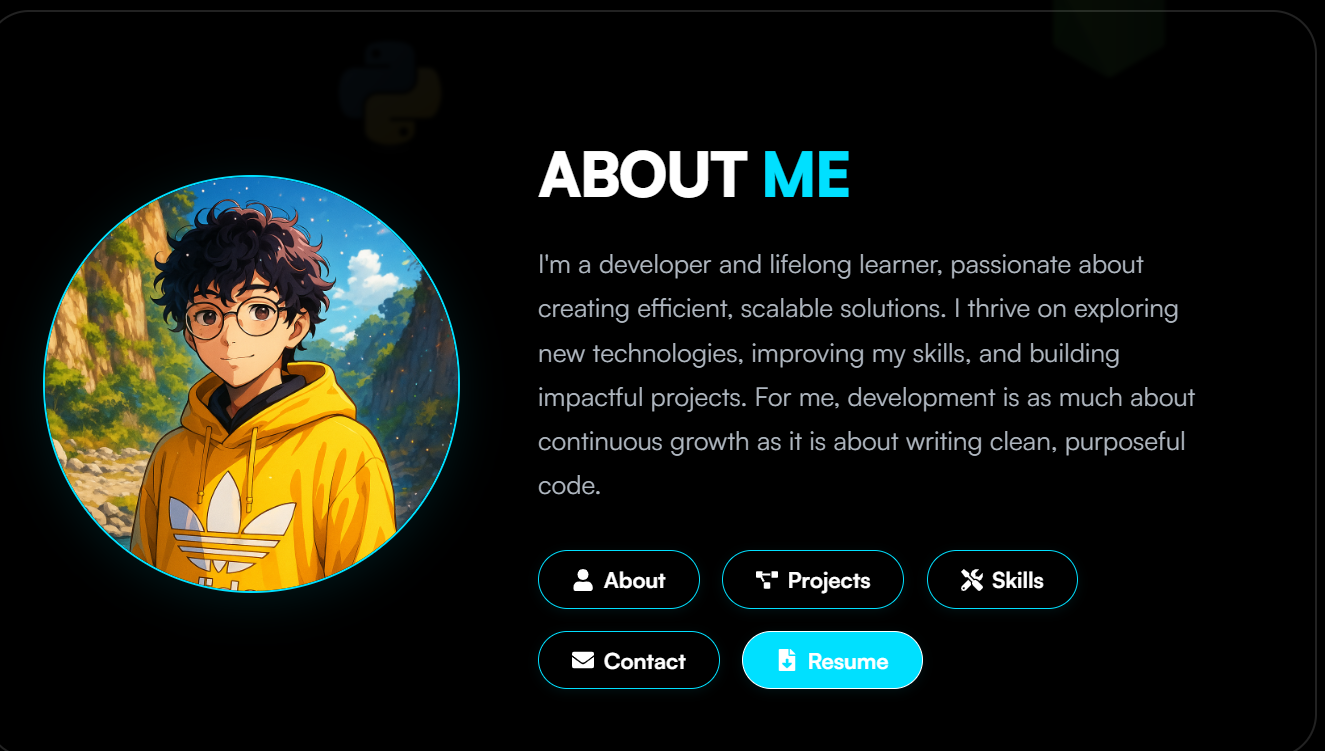 ABOUT ME
I'm a developer and lifelong learner, passionate about
creating efficient, scalable solutions. I thrive on exploring
new technologies, improving my skills, and building
impactful projects. For me, development is as much about
continuous growth as it is about writing clean, purposeful
code.
About
Projects
Skills
Contact
Resume